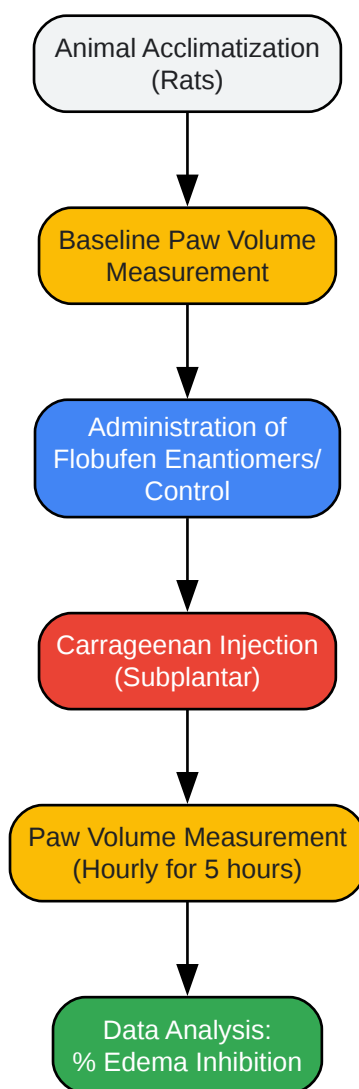 Animal Acclimatization
(Rats)
Baseline Paw Volume
Measurement
Administration of
Flobufen Enantiomers/
Control
Carrageenan Injection
(Subplantar)
Paw Volume Measurement
(Hourly for 5 hours)
Data Analysis:
% Edema Inhibition